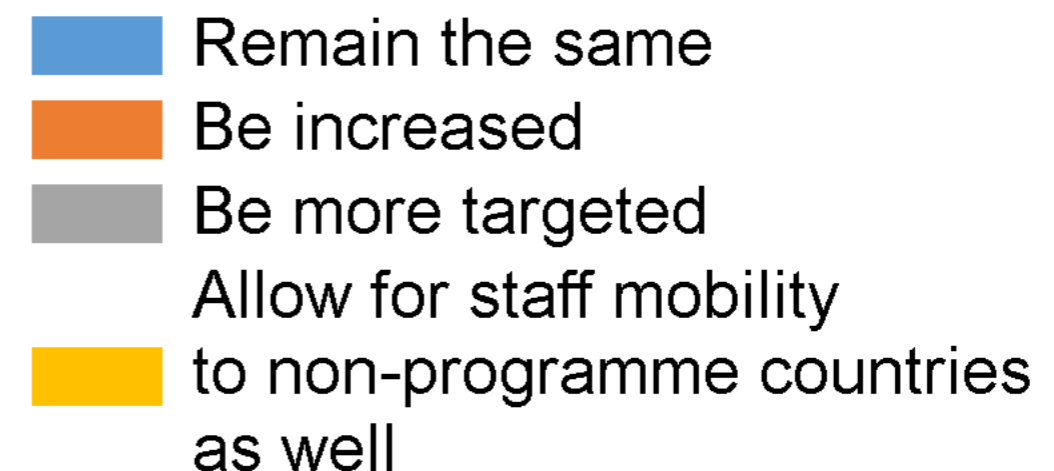 Remain the same
Be increased
Be more targeted
Allow for staff mobility
to non-programme countries
as well